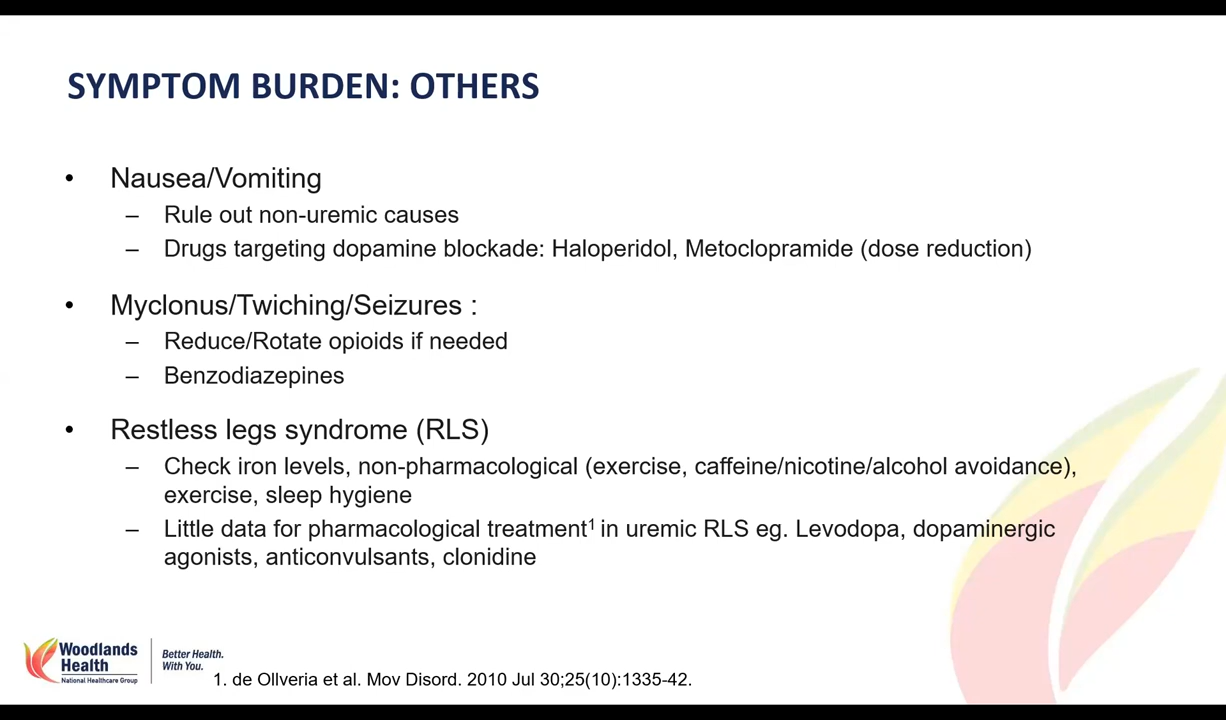 SYMPTOM BURDEN: OTHERS
• Nausea/Vomiting
– Rule out non-uremic causes
– Drugs targeting dopamine blockade: Haloperidol, Metoclopramide (dose reduction)
• Myclonus/Twiching/Seizures :
– Reduce/Rotate opioids if needed
– Benzodiazepines
• Restless legs syndrome (RLS)
– Check iron levels, non-pharmacological (exercise, caffeine/nicotine/alcohol avoidance),
exercise, sleep hygiene
– Little data for pharmacological treatment¹ in uremic RLS eg. Levodopa, dopaminergic
agonists, anticonvulsants, clonidine
Woodlands
Health
National Healthcare Group
Better Health.
With You.
1. de Ollveria et al. Mov Disord. 2010 Jul 30;25(10):1335-42.